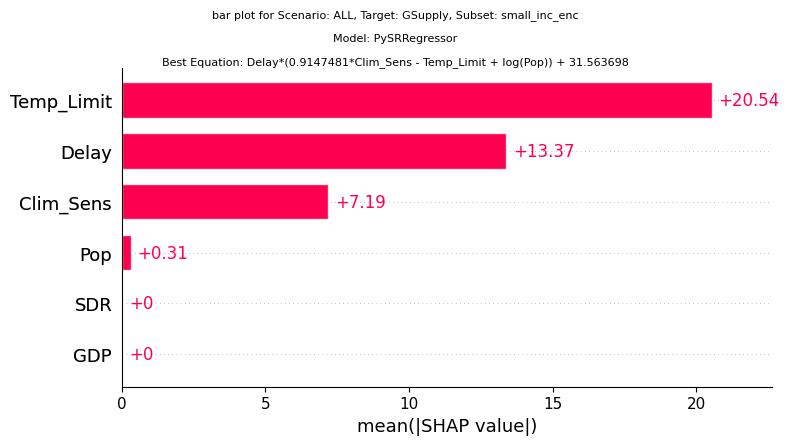 bar plot for Scenario: ALL, Target: GSupply, Subset: small_inc_enc
Model: PySRRegressor
Best Equation: Delay*(0.9147481*Clim_Sens - Temp_Limit + log(Pop)) + 31.563698
Temp_Limit +20.54
Delay +13.37
Clim_Sens +7.19
Pop +0.31
SDR +0
GDP +0
0 5 10 15 20
mean(|SHAP value|)